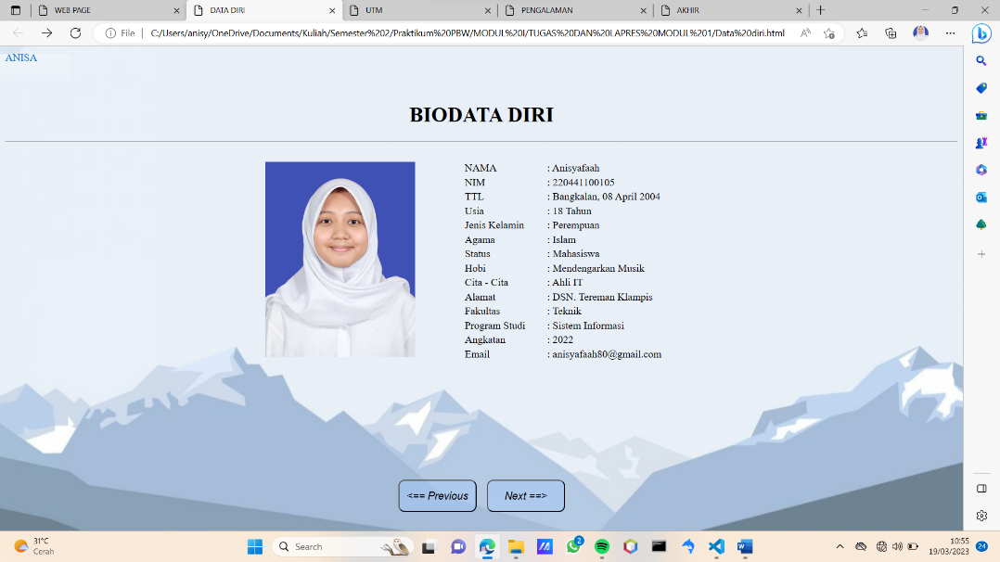 WEB PAGE
DATA DIRI
UTM
PENGALAMAN
AKHIR
File
C:/Users/anisy/OneDrive/Documents/Kuliah/Semester%202/Praktikum%20PBW/MODUL%20I/TUGAS%20DAN%20LAPRES%20MODUL%201/Data%20diri.html
ANISA
BIODATA DIRI
NAMA : Anisyafaah
NIM : 220441100105
TTL : Bangkalan, 08 April 2004
Usia : 18 Tahun
Jenis Kelamin : Perempuan
Agama : Islam
Status : Mahasiswa
Hobi : Mendengarkan Musik
Cita - Cita : Ahli IT
Alamat : DSN. Tereman Klampis
Fakultas : Teknik
Program Studi : Sistem Informasi
Angkatan : 2022
Email : anisyafaah80@gmail.com
<== Previous
Next ==>
31°C
Cerah
Search
2
10:55
19/03/2023
24